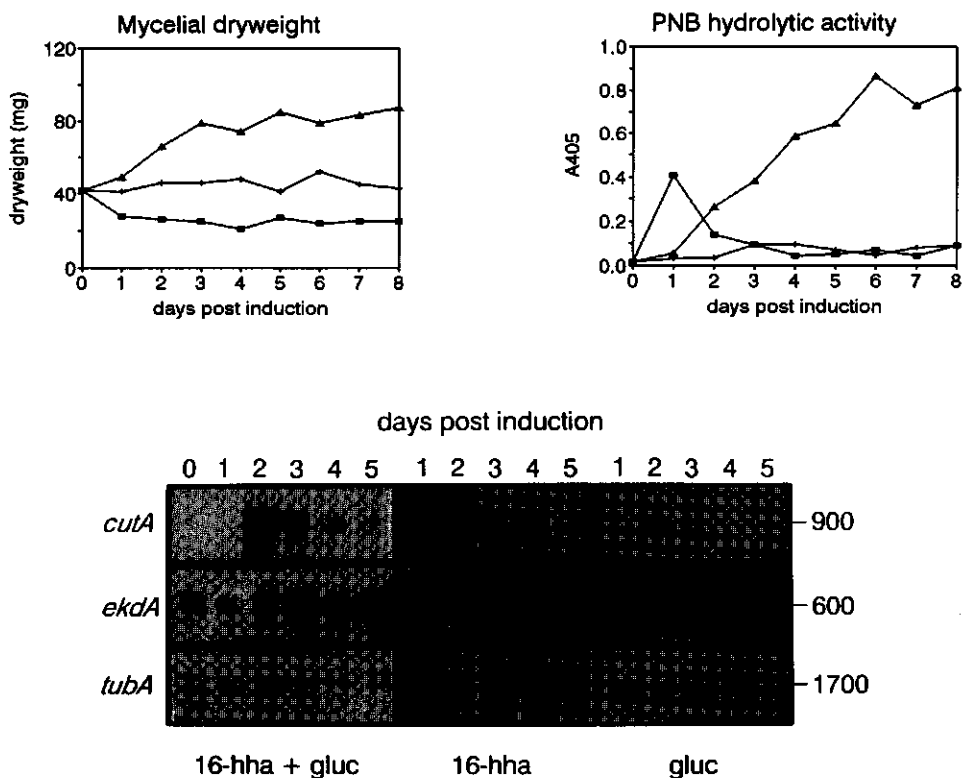 Mycelial dryweight
120
80
40
0
dryweight (mg)
0 1 2 3 4 5 6 7 8
days post induction
PNB hydrolytic activity
1.0
0.8
0.6
0.4
0.2
0.0
A405
0 1 2 3 4 5 6 7 8
days post induction
days post induction
0 1 2 3 4 5 1 2 3 4 5 1 2 3 4 5
cutA 900
ekdA 600
tubA 1700
16-hha + gluc 16-hha gluc